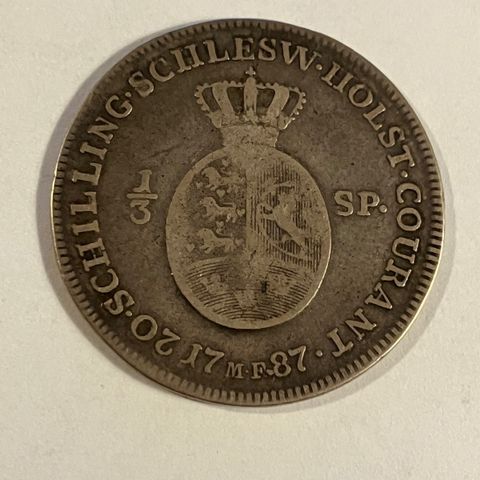 20·SCHILLING·SCHLESW·HOLST·COURANT·
1/3 SP.
17 M.F. 87